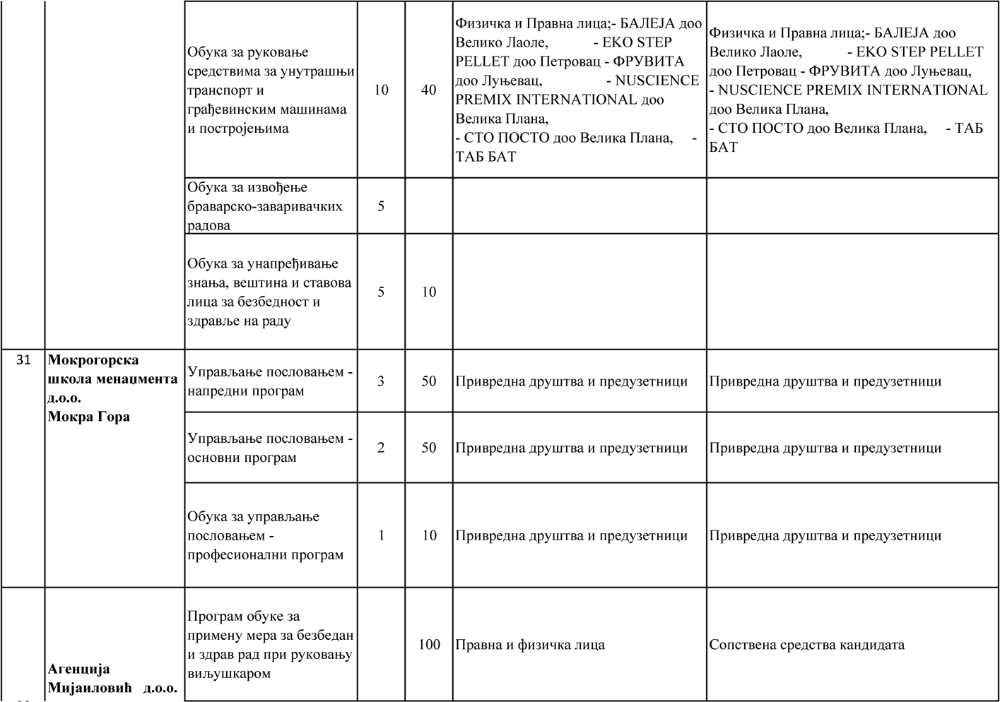 Обука за руковање
средствима за унутрашњи
транспорт и
грађевинским машинама
и постројењима
10
40
Физичка и Правна лица;- БАЛЕЈА доо
Велико Лаоле, - EKO STEP
PELLET доо Петровац - ФРУВИТА
доо Луњевац, - NUSCIENCE
PREMIX INTERNATIONAL доо
Велика Плана,
- СТО ПОСТО доо Велика Плана, -
ТАБ БАТ
Физичка и Правна лица;- БАЛЕЈА доо
Велико Лаоле, - EKO STEP PELLET
доо Петровац - ФРУВИТА доо Луњевац,
- NUSCIENCE PREMIX INTERNATIONAL
доо Велика Плана,
- СТО ПОСТО доо Велика Плана, - ТАБ
БАТ
Обука за извођење
браварско-заваривачких
радова
5
Обука за унапређивање
знања, вештина и ставова
лица за безбедност и
здравље на раду
5
10
31
Мокрогорска
школа менаџмента
д.о.о.
Мокра Гора
Управљање пословањем -
напредни програм
3
50
Привредна друштва и предузетници
Привредна друштва и предузетници
Управљање пословањем -
основни програм
2
50
Привредна друштва и предузетници
Привредна друштва и предузетници
Обука за управљање
пословањем -
професионални програм
1
10
Привредна друштва и предузетници
Привредна друштва и предузетници
Агенција
Мијаиловић д.о.о.
Програм обуке за
примену мера за безбедан
и здрав рад при руковању
виљушкаром
100
Правна и физичка лица
Сопствена средства кандидата